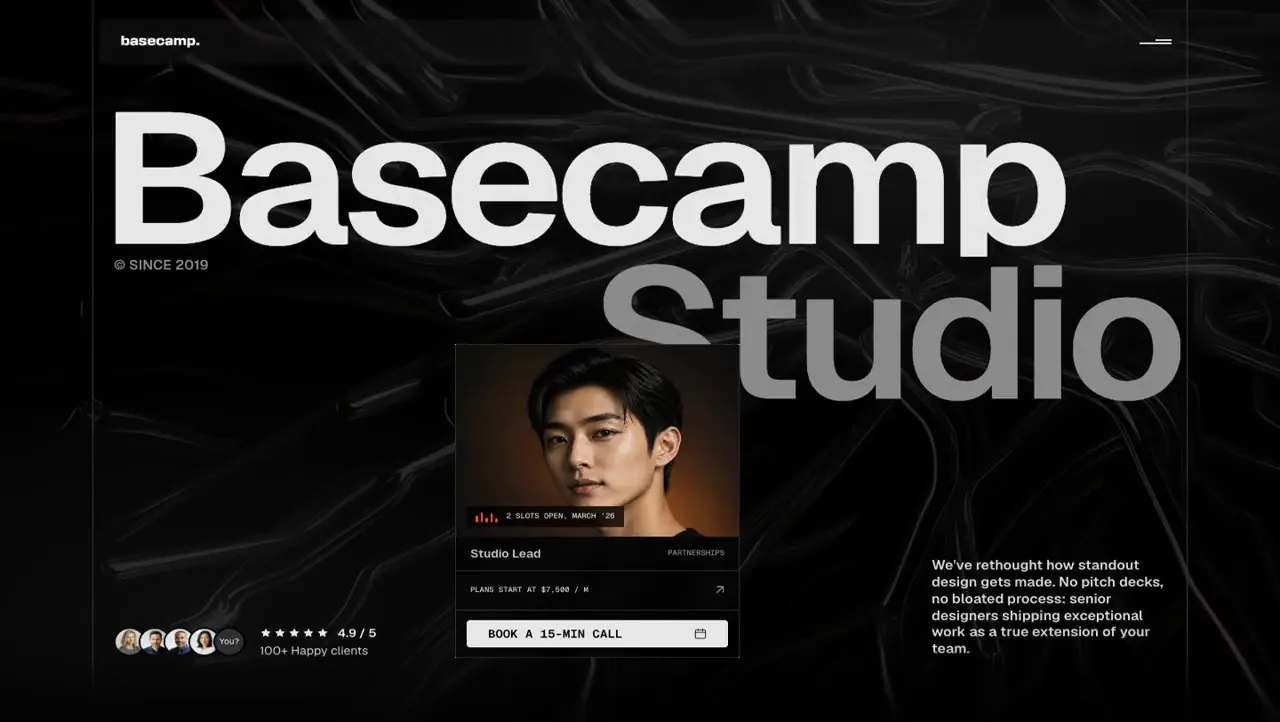 basecamp.
Basecamp
© SINCE 2019
Studio
2 SLOTS OPEN, MARCH '26
Studio Lead
PARTNERSHIPS
PLANS START AT $7,500 / M
BOOK A 15-MIN CALL
You?
4.9 / 5
100+ Happy clients
We've rethought how standout
design gets made. No pitch decks,
no bloated process: senior
designers shipping exceptional
work as a true extension of your
team.